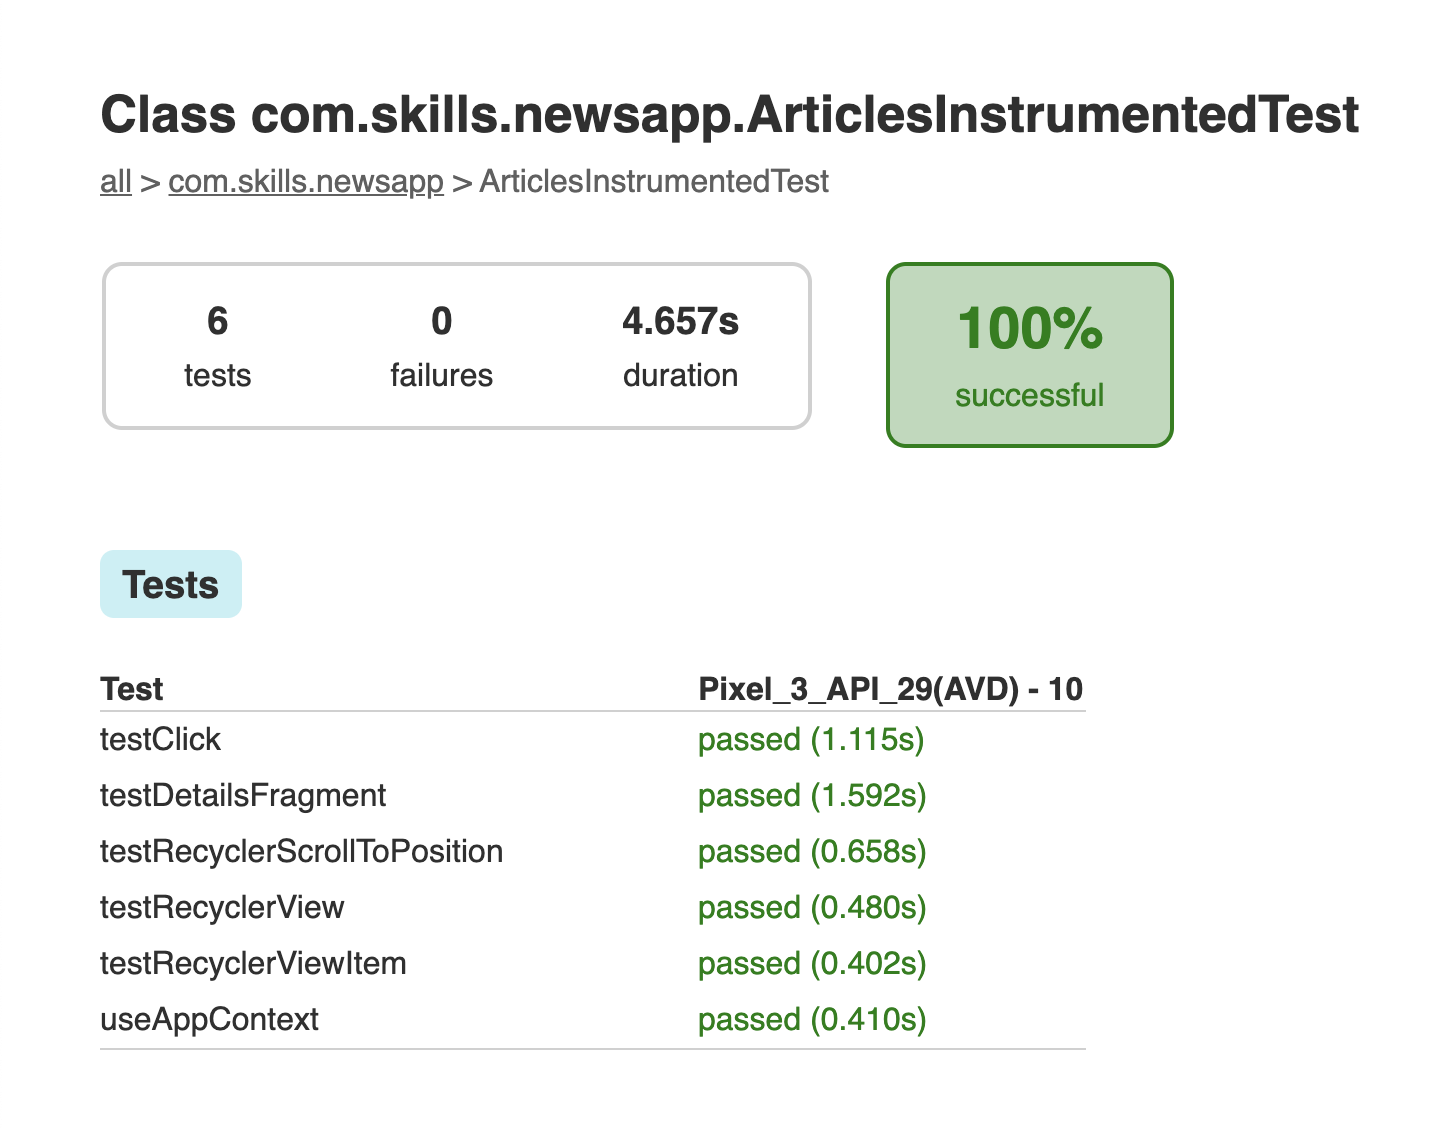 Class com.skills.newsapp.ArticlesInstrumentedTest
all > com.skills.newsapp > ArticlesInstrumentedTest
6 0 4.657s
tests failures duration
100%
successful
Tests
Test Pixel_3_API_29(AVD) - 10
testClick passed (1.115s)
testDetailsFragment passed (1.592s)
testRecyclerScrollToPosition passed (0.658s)
testRecyclerView passed (0.480s)
testRecyclerViewItem passed (0.402s)
useAppContext passed (0.410s)